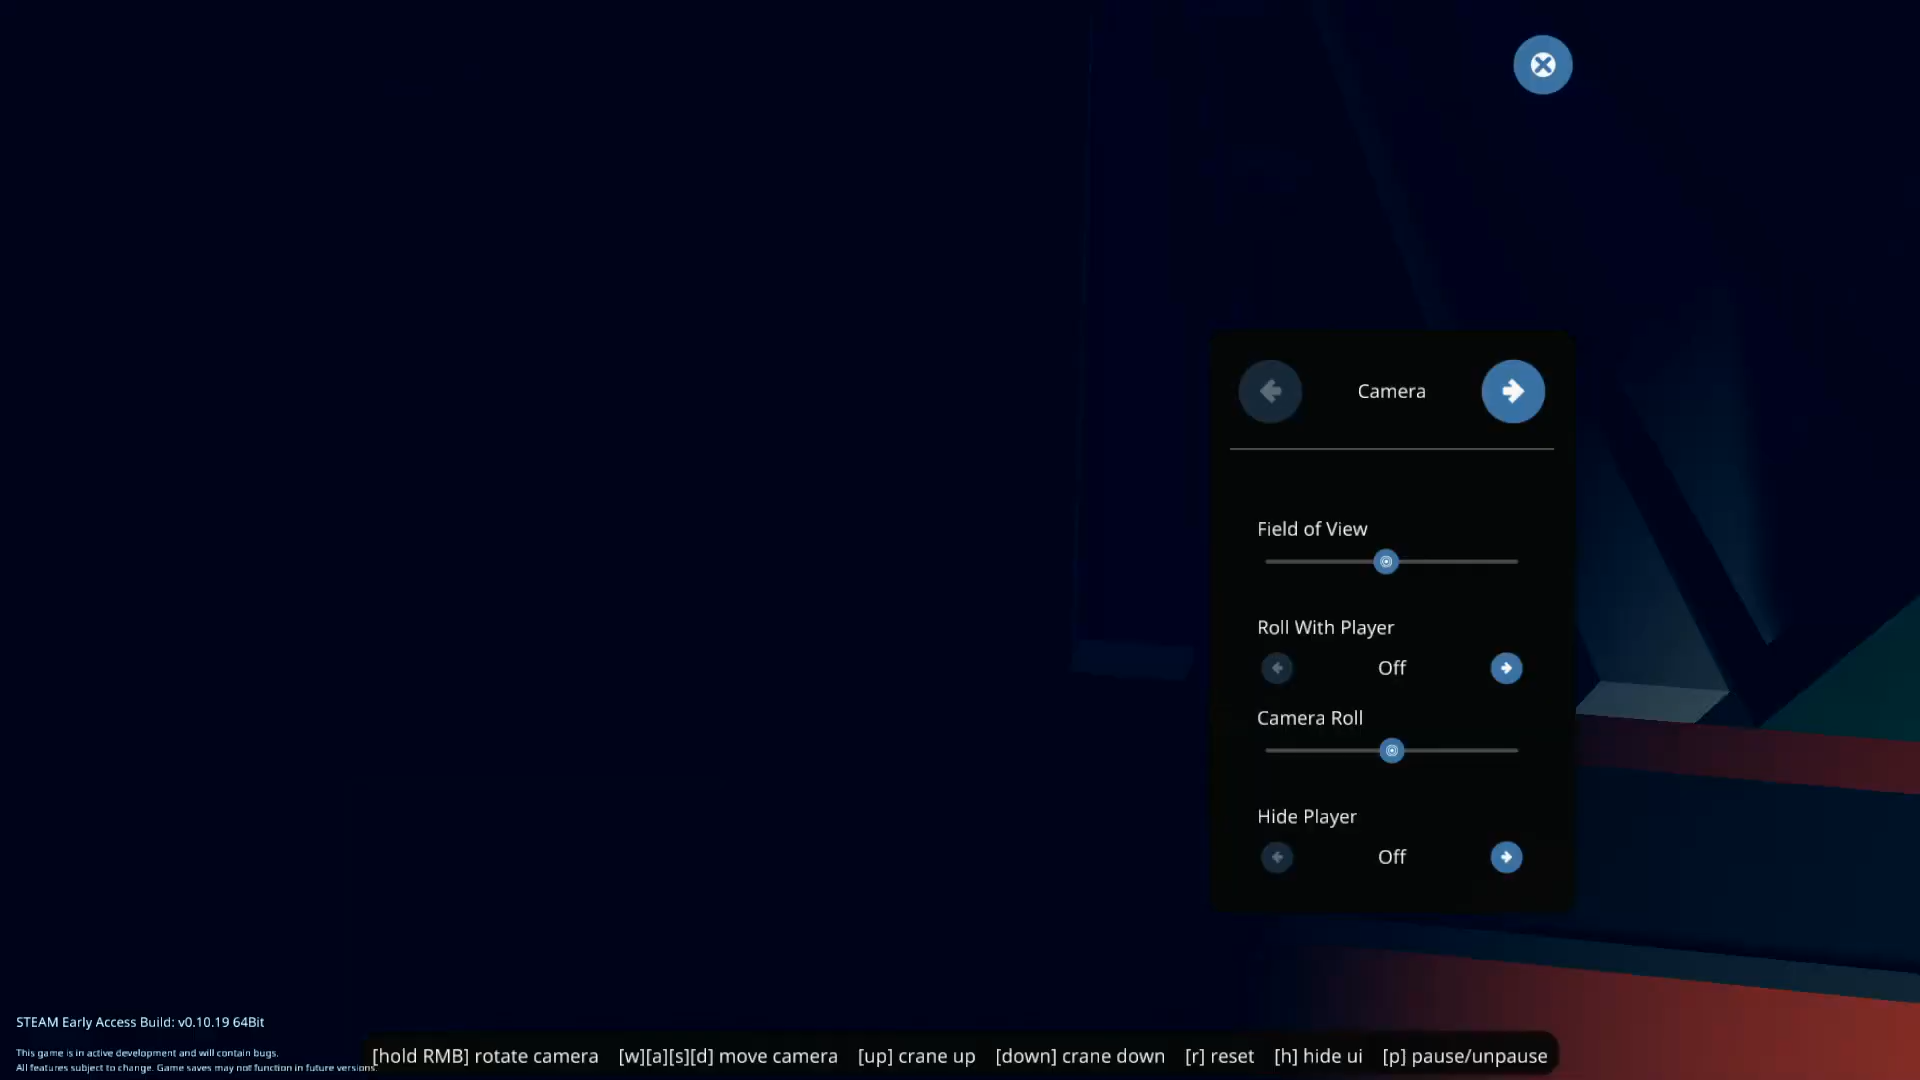 Camera
Field of View
Roll With Player
Off
Camera Roll
Hide Player
Off
STEAM Early Access Build: v0.10.19 64Bit
This game is in active development and will contain bugs.
All features subject to change. Game saves may not function in future versions.
[hold RMB] rotate camera [w][a][s][d] move camera [up] crane up [down] crane down [r] reset [h] hide ui [p] pause/unpause